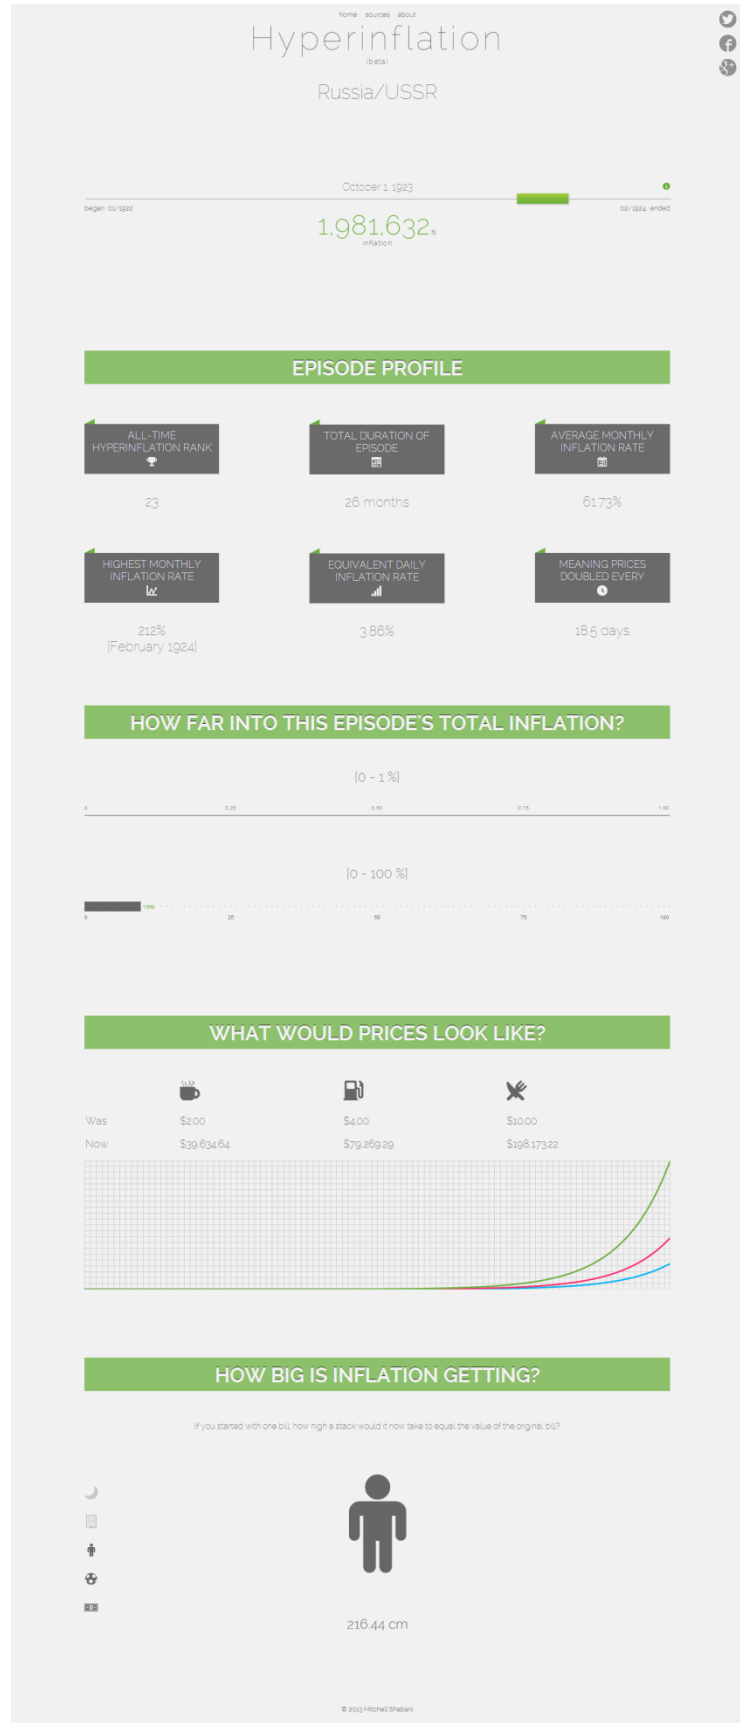 home sources about
Hyperinflation
(beta)
Russia/USSR
October 1, 1923
began: 01/1922
02/1924 :ended
1,981,632%
inflation
EPISODE PROFILE
ALL-TIME
HYPERINFLATION RANK
23
TOTAL DURATION OF
EPISODE
26 months
AVERAGE MONTHLY
INFLATION RATE
61.73%
HIGHEST MONTHLY
INFLATION RATE
212%
[February 1924]
EQUIVALENT DAILY
INFLATION RATE
3.86%
MEANING PRICES
DOUBLED EVERY
18.5 days
HOW FAR INTO THIS EPISODE'S TOTAL INFLATION?
[0 - 1 %]
0 0.25 0.50 0.75 1.00
[0 - 100 %]
0 25 50 75 100
WHAT WOULD PRICES LOOK LIKE?
Was $2.00 $4.00 $10.00
Now $39,634.64 $79,269.29 $198,173.22
HOW BIG IS INFLATION GETTING?
If you started with one bill, how high a stack would it now take to equal the value of the original bill?
216.44 cm
© 2013 Mitchell Shabani